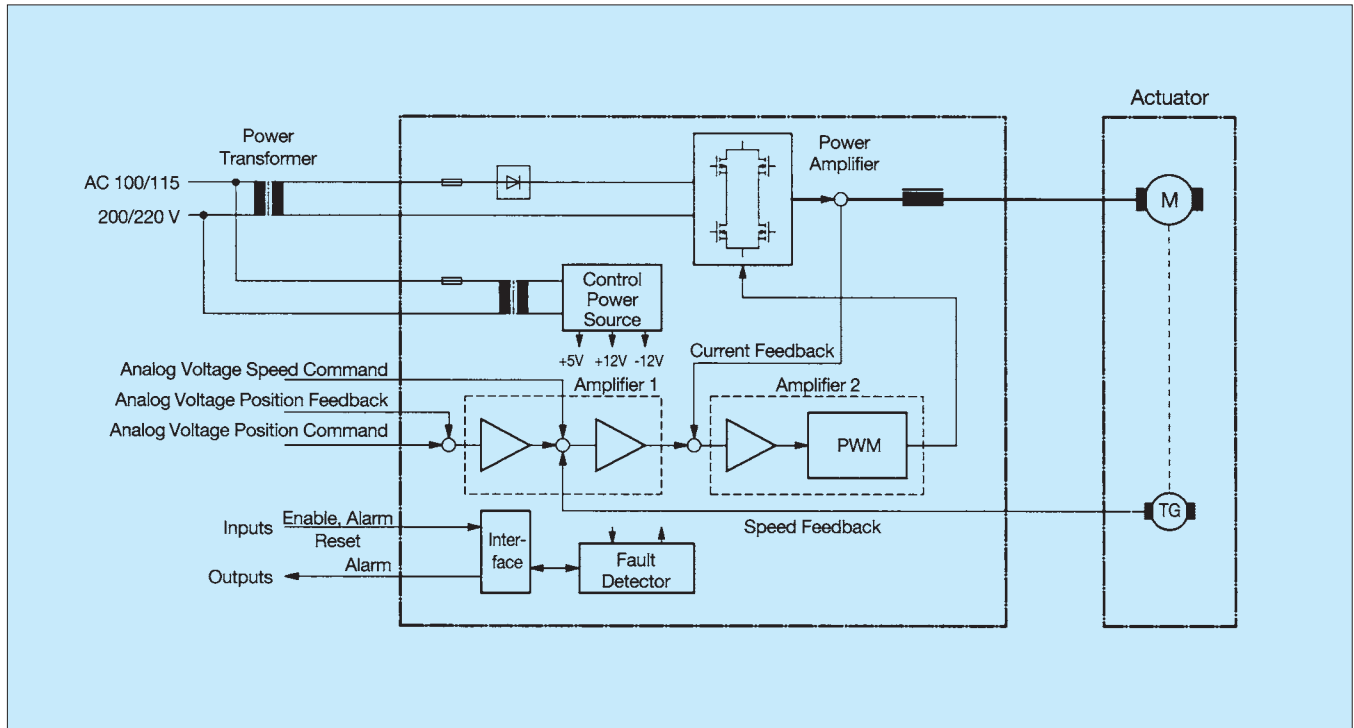 Actuator
Power
Transformer
Power
Amplifier
AC 100/115
200/220 V
M
Control
Power
Source
+5V +12V -12V
Current Feedback
Analog Voltage Speed Command
Amplifier 1
Amplifier 2
Analog Voltage Position Feedback
Analog Voltage Position Command
PWM
TG
Speed Feedback
Inputs
Enable, Alarm
Reset
Inter-
face
Fault
Detector
Outputs
Alarm